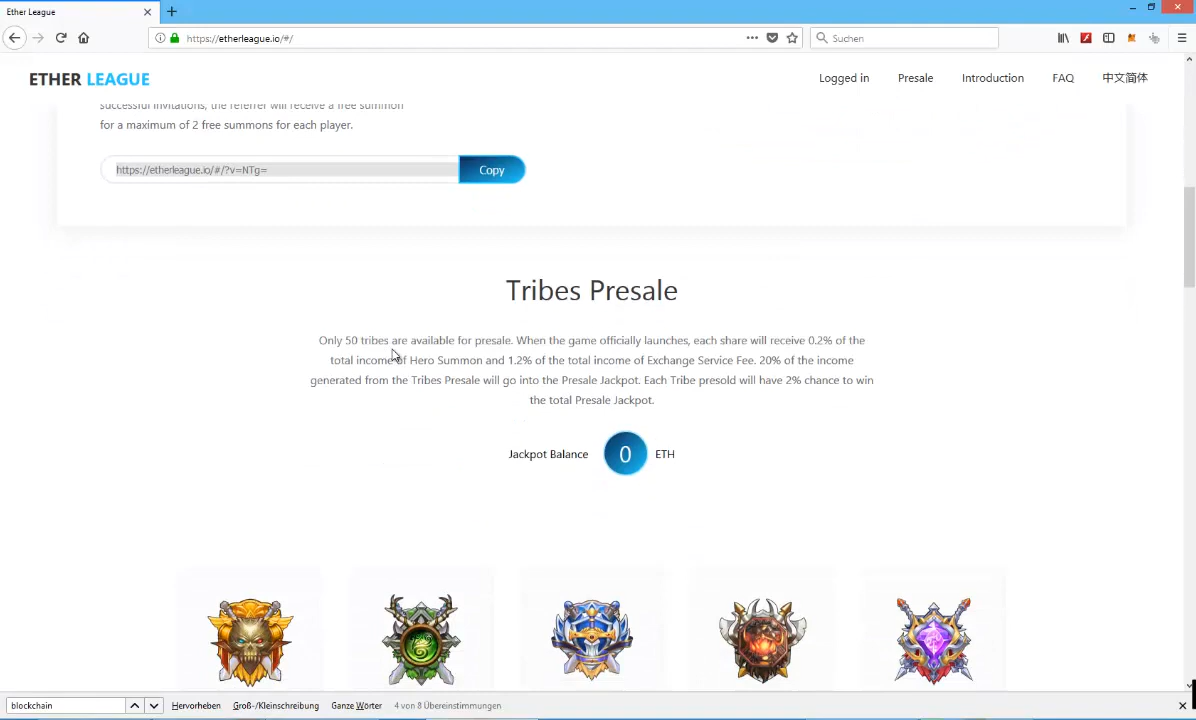 Ether League
https://etherleague.io/#/
Suchen
ETHER LEAGUE
Logged in
Presale
Introduction
FAQ
中文简体
successful invitations, the referrer will receive a free summon
for a maximum of 2 free summons for each player.
https://etherleague.io/#/?v=NTg=
Copy
Tribes Presale
Only 50 tribes are available for presale. When the game officially launches, each share will receive 0.2% of the
total income of Hero Summon and 1.2% of the total income of Exchange Service Fee. 20% of the income
generated from the Tribes Presale will go into the Presale Jackpot. Each Tribe presold will have 2% chance to win
the total Presale Jackpot.
Jackpot Balance 0 ETH
blockchain
Hervorheben
Groß-/Kleinschreibung
Ganze Wörter
4 von 8 Übereinstimmungen